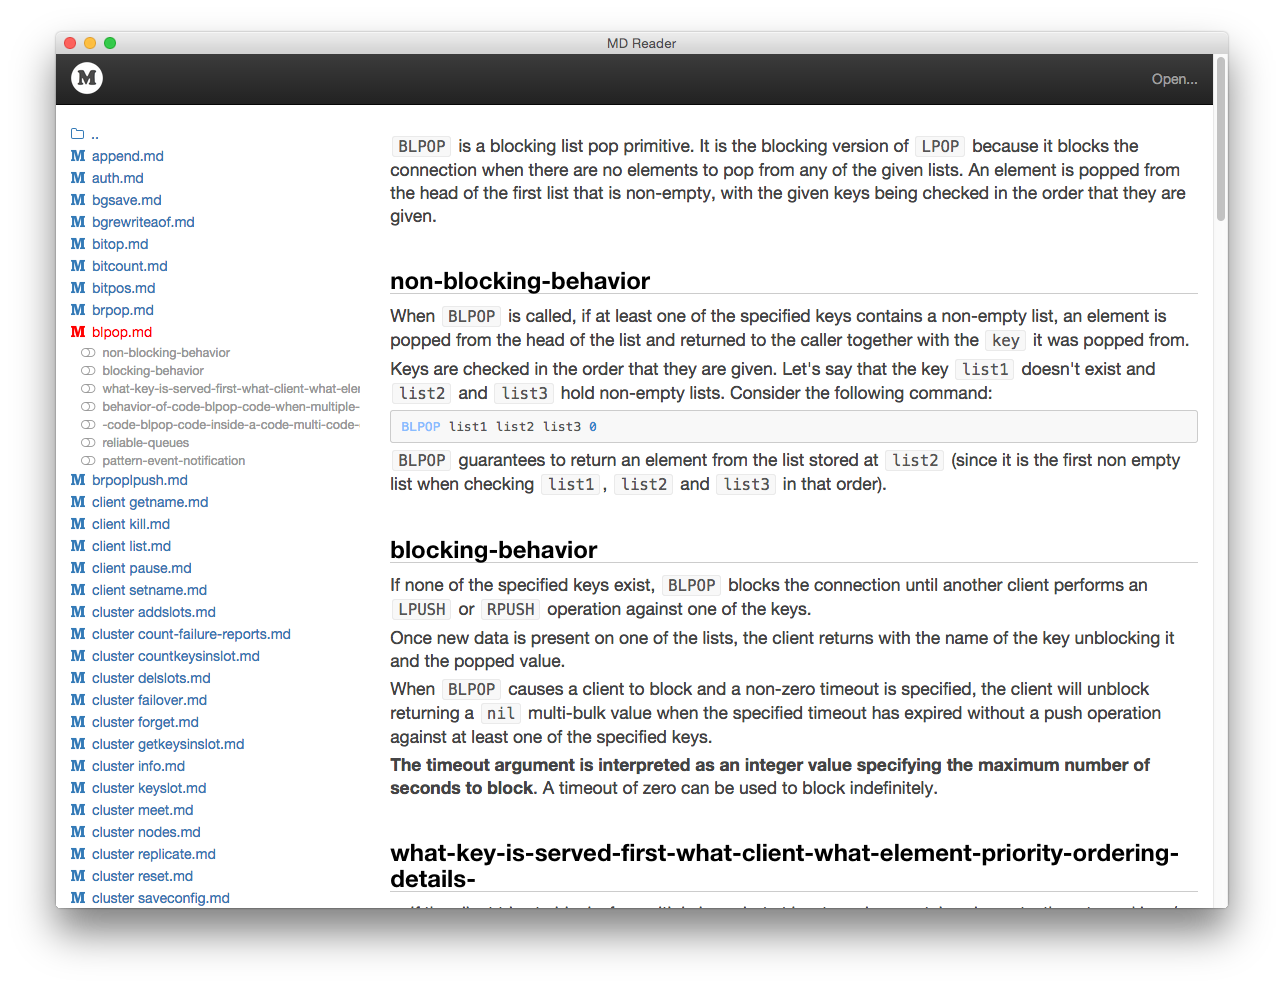 MD Reader
M
Open...
..
M append.md
M auth.md
M bgsave.md
M bgrewriteaof.md
M bitop.md
M bitcount.md
M bitpos.md
M brpop.md
M blpop.md
non-blocking-behavior
blocking-behavior
what-key-is-served-first-what-client-what-eler
behavior-of-code-blpop-code-when-multiple-
-code-blpop-code-inside-a-code-multi-code-
reliable-queues
pattern-event-notification
M brpoplpush.md
M client getname.md
M client kill.md
M client list.md
M client pause.md
M client setname.md
M cluster addslots.md
M cluster count-failure-reports.md
M cluster countkeysinslot.md
M cluster delslots.md
M cluster failover.md
M cluster forget.md
M cluster getkeysinslot.md
M cluster info.md
M cluster keyslot.md
M cluster meet.md
M cluster nodes.md
M cluster replicate.md
M cluster reset.md
M cluster saveconfig.md
BLPOP is a blocking list pop primitive. It is the blocking version of LPOP because it blocks the
connection when there are no elements to pop from any of the given lists. An element is popped from
the head of the first list that is non-empty, with the given keys being checked in the order that they are
given.
non-blocking-behavior
When BLPOP is called, if at least one of the specified keys contains a non-empty list, an element is
popped from the head of the list and returned to the caller together with the key it was popped from.
Keys are checked in the order that they are given. Let's say that the key list1 doesn't exist and
list2 and list3 hold non-empty lists. Consider the following command:
BLPOP list1 list2 list3 0
BLPOP guarantees to return an element from the list stored at list2 (since it is the first non empty
list when checking list1 , list2 and list3 in that order).
blocking-behavior
If none of the specified keys exist, BLPOP blocks the connection until another client performs an
LPUSH or RPUSH operation against one of the keys.
Once new data is present on one of the lists, the client returns with the name of the key unblocking it
and the popped value.
When BLPOP causes a client to block and a non-zero timeout is specified, the client will unblock
returning a nil multi-bulk value when the specified timeout has expired without a push operation
against at least one of the specified keys.
The timeout argument is interpreted as an integer value specifying the maximum number of
seconds to block. A timeout of zero can be used to block indefinitely.
what-key-is-served-first-what-client-what-element-priority-ordering-
details-